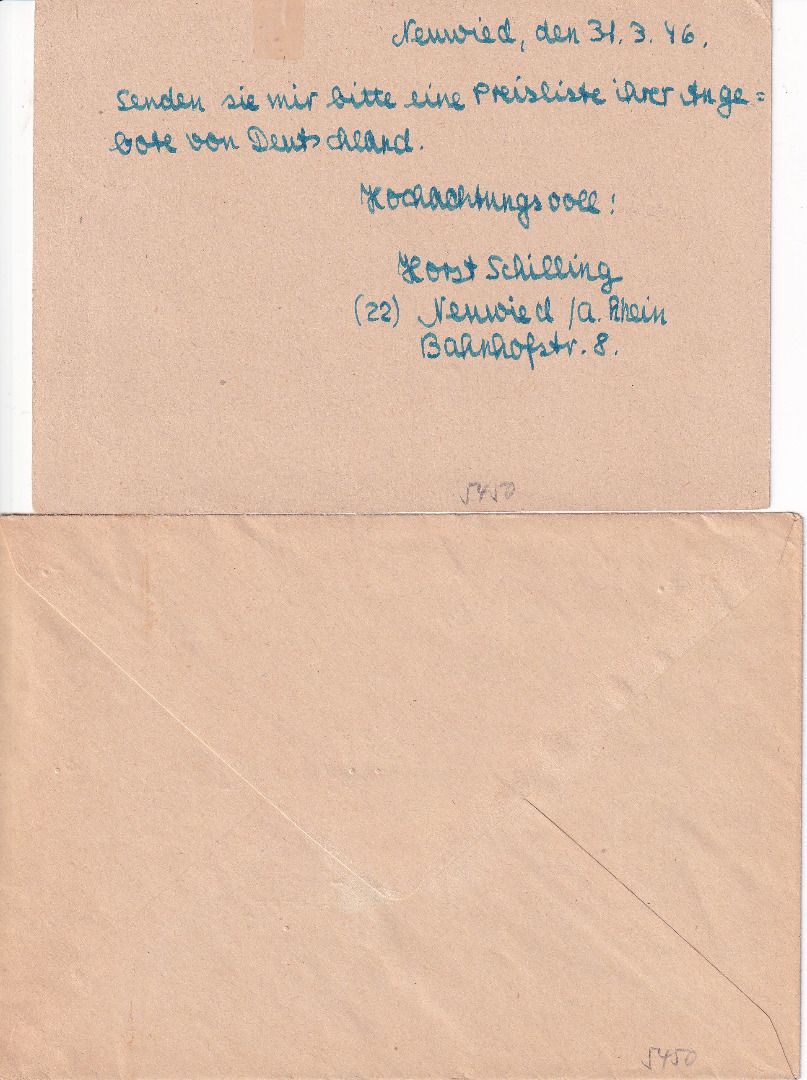 Neuwied, den 31. 3. 46.
Senden sie mir bitte eine Preisliste ihrer Ange=
bote von Deutschland.
Hochachtungsvoll:
Horst Schilling
(22) Neuwied /a. Rhein
Bahnhofstr. 8.
5450
5450